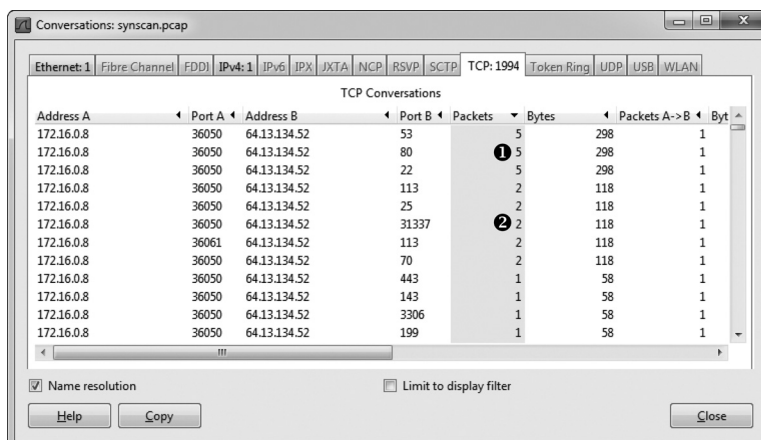 Conversations: synscan.pcap
Ethernet: 1 Fibre Channel FDDI IPv4: 1 IPv6 IPX JXTA NCP RSVP SCTP TCP: 1994 Token Ring UDP USB WLAN
TCP Conversations
Address A Port A Address B Port B Packets Bytes Packets A->B Byt
172.16.0.8 36050 64.13.134.52 53 5 298 1
172.16.0.8 36050 64.13.134.52 80 ❶ 5 298 1
172.16.0.8 36050 64.13.134.52 22 5 298 1
172.16.0.8 36050 64.13.134.52 113 2 118 1
172.16.0.8 36050 64.13.134.52 25 2 118 1
172.16.0.8 36050 64.13.134.52 31337 ❷ 2 118 1
172.16.0.8 36061 64.13.134.52 113 2 118 1
172.16.0.8 36050 64.13.134.52 70 2 118 1
172.16.0.8 36050 64.13.134.52 443 1 58 1
172.16.0.8 36050 64.13.134.52 143 1 58 1
172.16.0.8 36050 64.13.134.52 3306 1 58 1
172.16.0.8 36050 64.13.134.52 199 1 58 1
Name resolution Limit to display filter
Help Copy Close